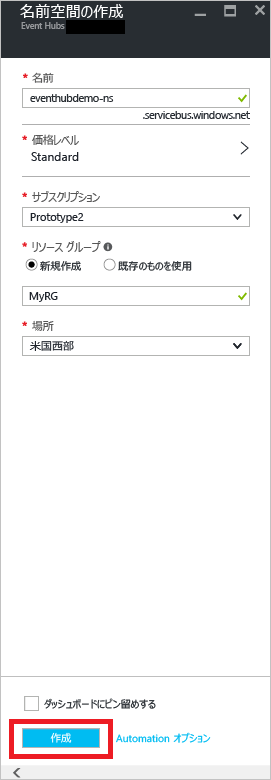 名前空間の作成
Event Hubs
* 名前
eventhubdemo-ns
.servicebus.windows.net
* 価格レベル
Standard
* サブスクリプション
Prototype2
* リソース グループ
新規作成 既存のものを使用
MyRG
* 場所
米国西部
ダッシュボードにピン留めする
作成 Automation オプション